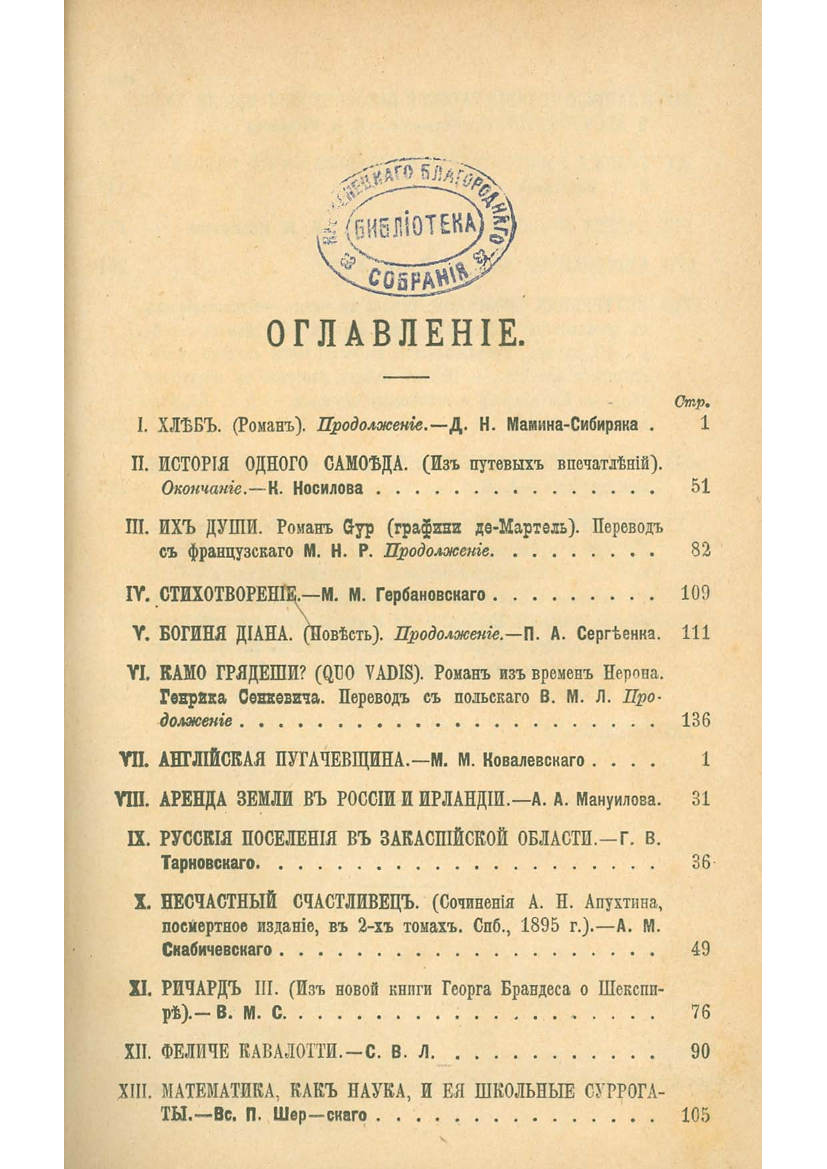 БЛАГОРОДНАГО
БИБЛІОТЕКА
СОБРАНІЯ
ОГЛАВЛЕНІЕ.
Стр.
I. ХЛѢБЪ. (Романъ). Продолженіе.—Д. Н. Мамина-Сибиряка . 1
II. ИСТОРІЯ ОДНОГО САМОѢДА. (Изъ путевыхъ впечатлѣній).
Окончаніе.—К. Носилова . . . . . . . . . . . . . . . 51
III. ИХЪ ДУШИ. Романъ Gyp (графини де-Мартель). Переводъ
съ французскаго М. Н. Р. Продолженіе. . . . . . . . . 82
IV. СТИХОТВОРЕНІЕ.—М. М. Гербановскаго . . . . . . . . . 109
V. БОГИНЯ ДІАНА. (Повѣсть). Продолженіе.—П. А. Сергѣенка. 111
VI. КАМО ГРЯДЕШИ? (QUO VADIS). Романъ изъ временъ Нерона.
Генрика Сенкевича. Переводъ съ польскаго В. М. Л. Про-
долженіе . . . . . . . . . . . . . . . . . . . . . . 136
VII. АНГЛІЙСКАЯ ПУГАЧЕВЩИНА.—М. М. Ковалевскаго . . . . 1
VIII. АРЕНДА ЗЕМЛИ ВЪ РОССІИ И ИРЛАНДІИ.—А. А. Мануилова. 31
IX. РУССКІЯ ПОСЕЛЕНІЯ ВЪ ЗАКАСПІЙСКОЙ ОБЛАСТИ.—Г. В.
Тарновскаго. . . . . . . . . . . . . . . . . . . . . 36
X. НЕСЧАСТНЫЙ СЧАСТЛИВЕЦЪ. (Сочиненія А. Н. Апухтина,
посмертное изданіе, въ 2-хъ томахъ. Спб., 1895 г.).—А. М.
Скабичевскаго . . . . . . . . . . . . . . . . . . . . 49
XI. РИЧАРДЪ III. (Изъ новой книги Георга Брандеса о Шекспи-
рѣ).—В. М. С. . . . . . . . . . . . . . . . . . . . 76
XII. ФЕЛИЧЕ КАВАЛОТТИ.—С. В. Л. . . . . . . . . . . . . 90
XIII. МАТЕМАТИКА, КАКЪ НАУКА, И ЕЯ ШКОЛЬНЫЕ СУРРОГА-
ТЫ.—Вс. П. Шер—скаго . . . . . . . . . . . . . . . 105